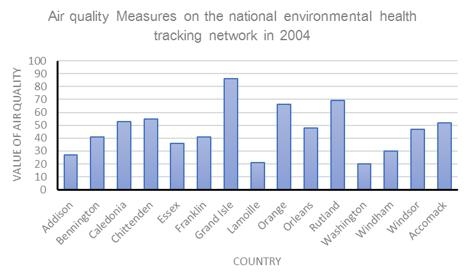 Air quality Measures on the national environmental health
tracking network in 2004
VALUE OF AIR QUALITY
100
90
80
70
60
50
40
30
20
10
0
Addison
Bennington
Caledonia
Chittenden
Essex
Franklin
Grand Isle
Lamoille
Orange
Orleans
Rutland
Washington
Windham
Windsor
Accomack
COUNTRY